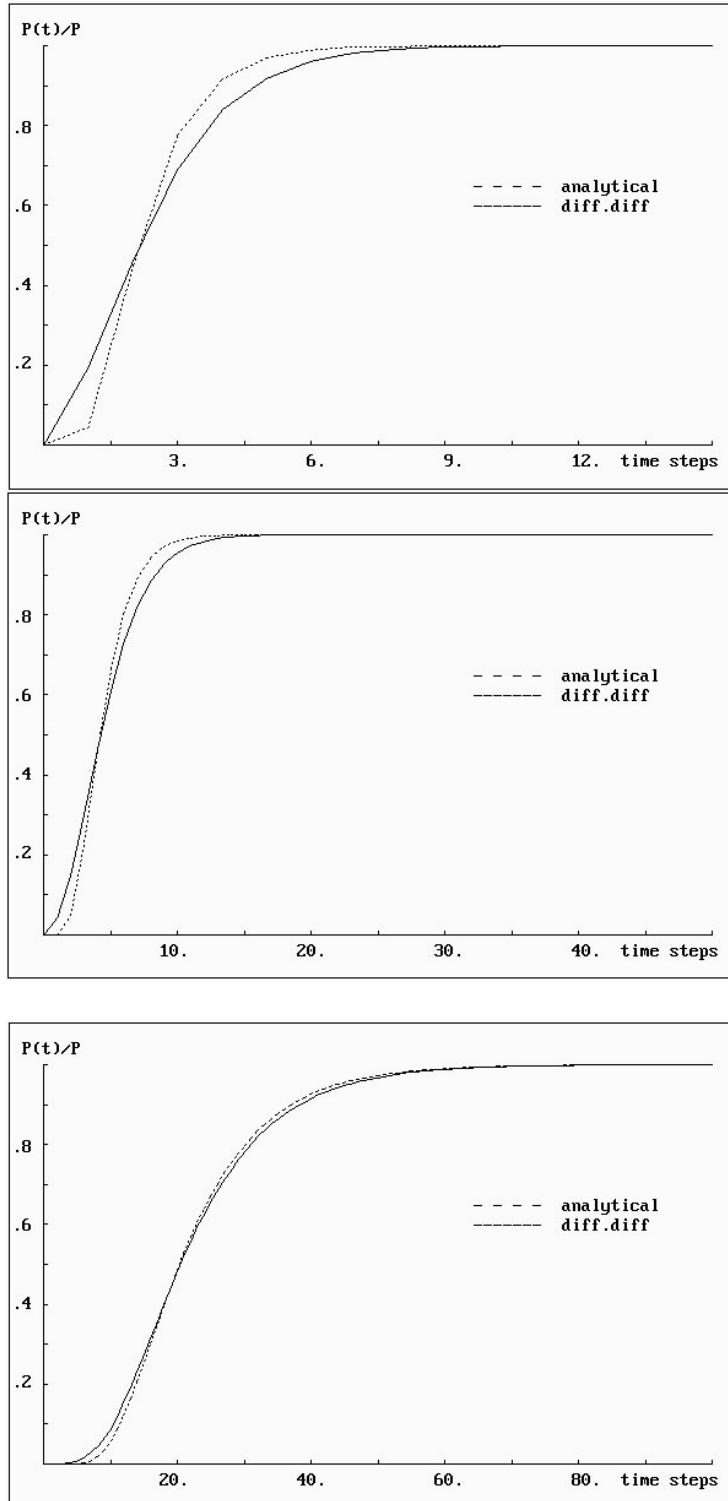 P(t)/P
.8
analytical
.6
diff.diff
.4
.2
3. 6. 9. 12. time steps
P(t)/P
.8
analytical
diff.diff
.6
.4
.2
10. 20. 30. 40. time steps
P(t)/P
.8
analytical
.6
diff.diff
.4
.2
20. 40. 60. 80. time steps